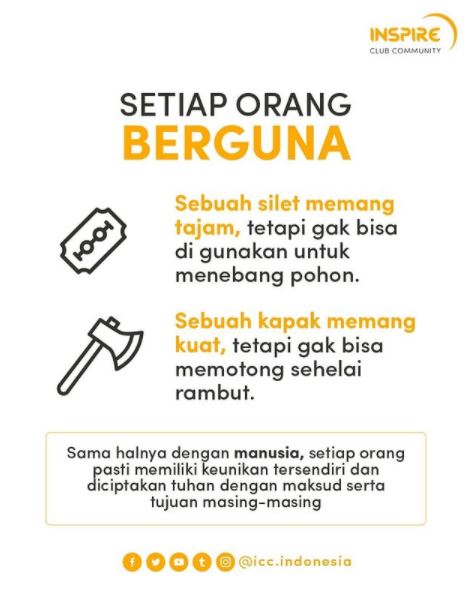 INSPIRE
CLUB COMMUNITY
SETIAP ORANG
BERGUNA
Sebuah silet memang
tajam, tetapi gak bisa
di gunakan untuk
menebang pohon.
Sebuah kapak memang
kuat, tetapi gak bisa
memotong sehelai
rambut.
Sama halnya dengan manusia, setiap orang
pasti memiliki keunikan tersendiri dan
diciptakan tuhan dengan maksud serta
tujuan masing-masing
@icc.indonesia